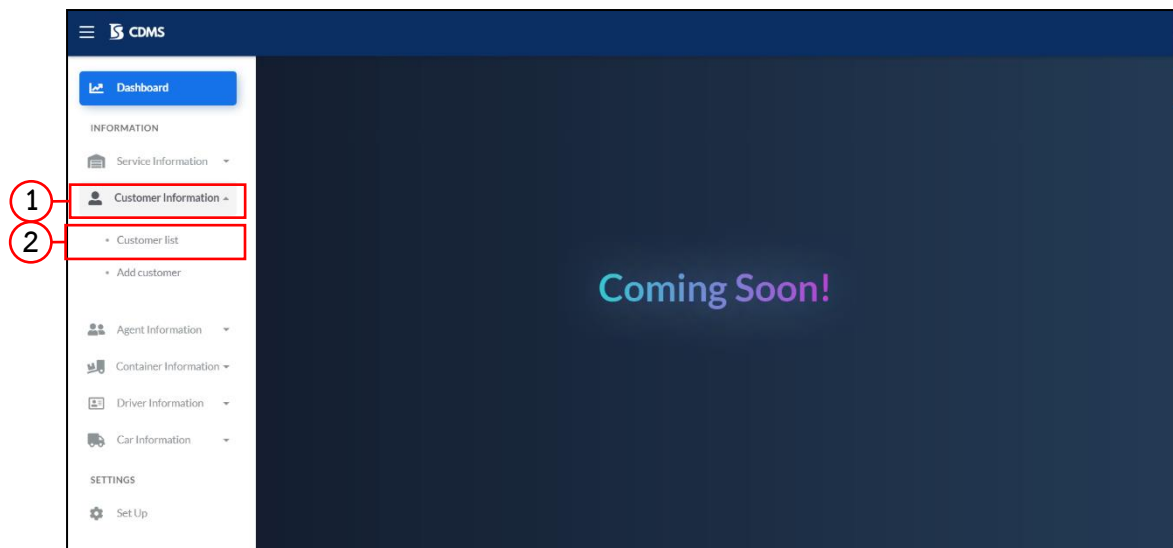 CDMS
Dashboard
INFORMATION
Service Information
1
Customer Information
2
Customer list
Add customer
Agent Information
Container Information
Driver Information
Car Information
SETTINGS
Set Up
Coming Soon!